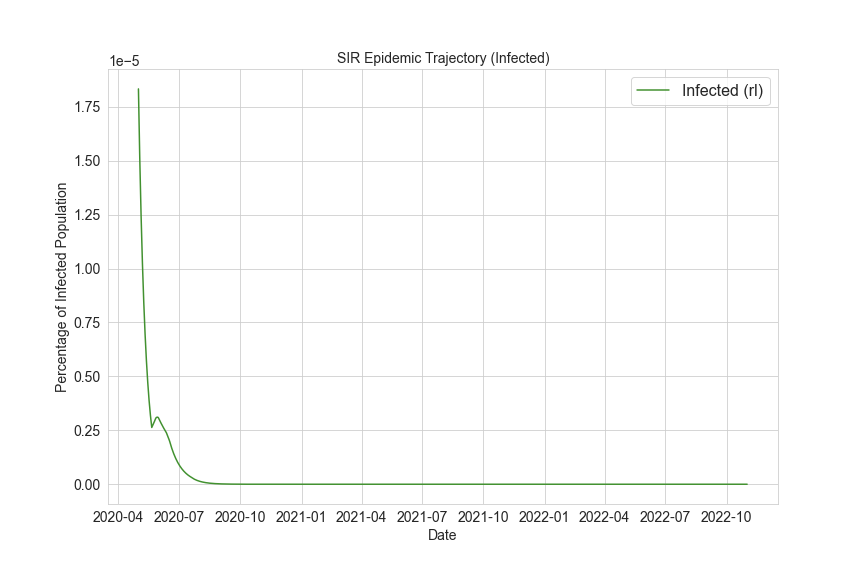 SIR Epidemic Trajectory (Infected)
1e−5
Infected (rI)
1.75
1.50
1.25
1.00
0.75
0.50
0.25
0.00
Percentage of Infected Population
2020-04 2020-07 2020-10 2021-01 2021-04 2021-07 2021-10 2022-01 2022-04 2022-07 2022-10
Date